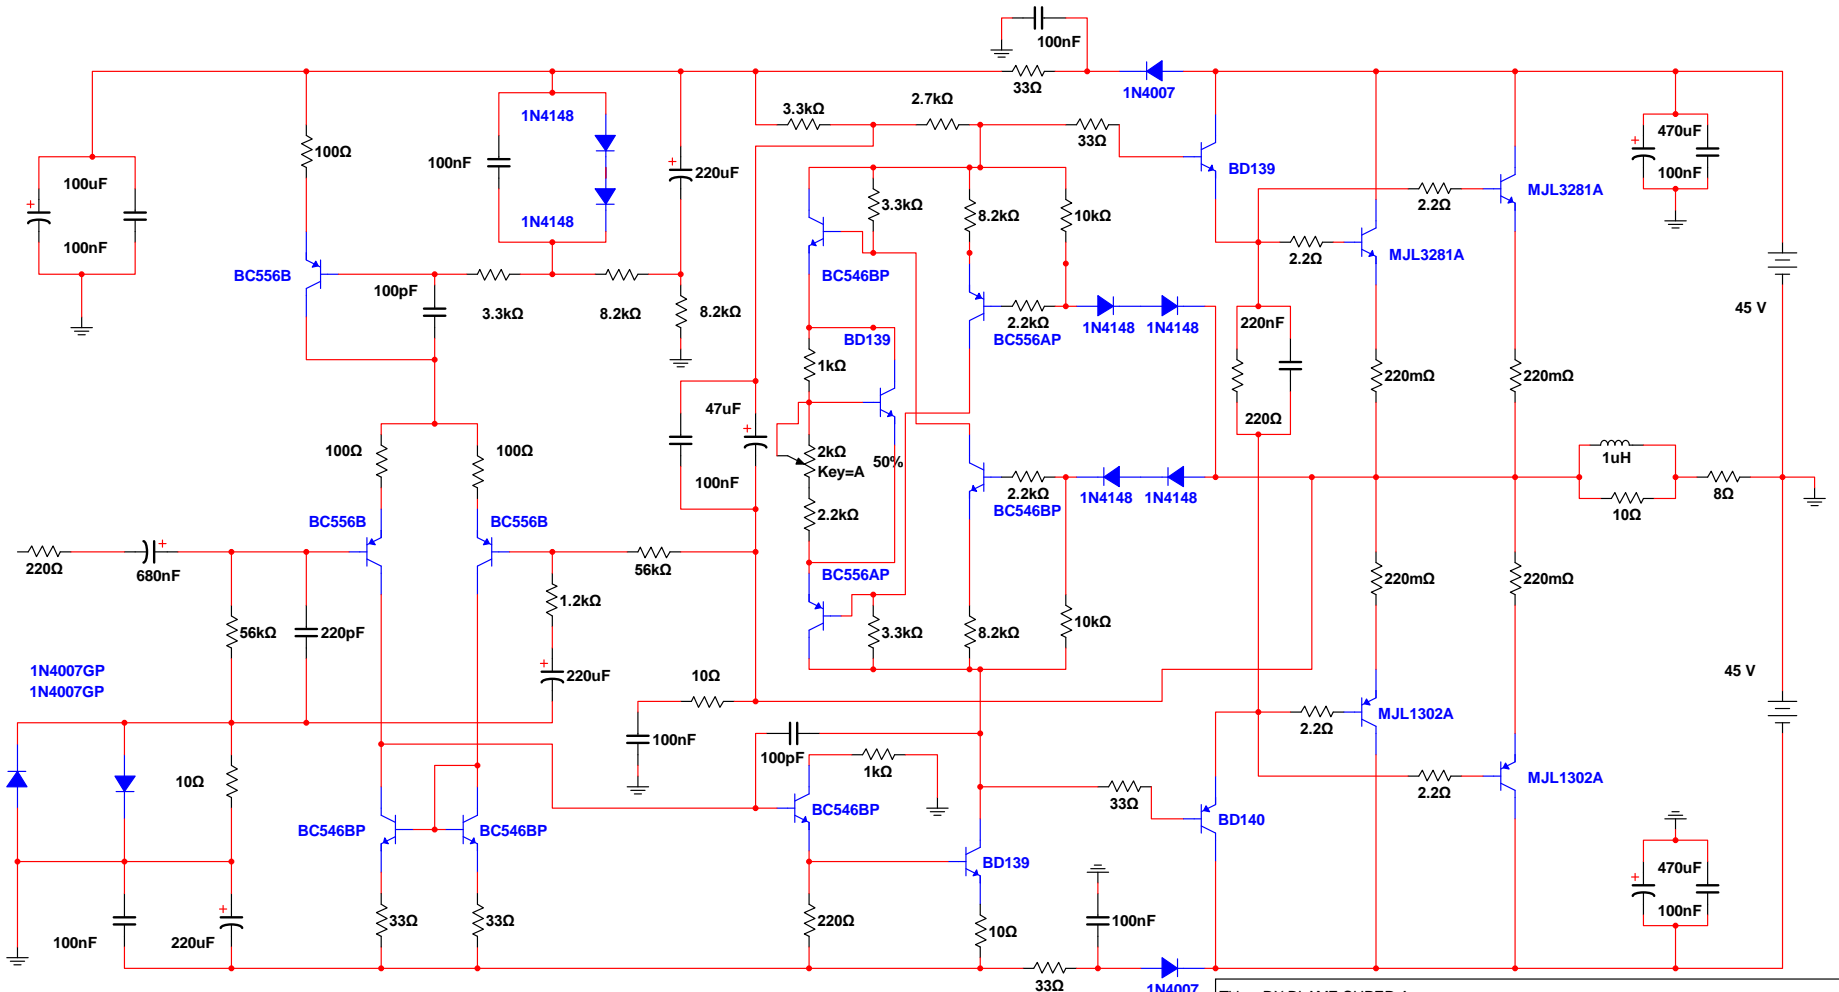 100nF
33Ω
1N4007
3.3kΩ
2.7kΩ
33Ω
1N4148
100Ω
100nF
220uF
BD139
470uF
100nF
100uF
100nF
1N4148
3.3kΩ
8.2kΩ
10kΩ
2.2Ω
MJL3281A
BC546BP
2.2Ω
MJL3281A
BC556B
100pF
3.3kΩ
8.2kΩ
8.2kΩ
2.2kΩ
BC556AP
1N4148
1N4148
220nF
45 V
BD139
1kΩ
220mΩ
220mΩ
47uF
220Ω
100Ω
100Ω
2kΩ
Key=A
50%
100nF
1uH
2.2kΩ
BC546BP
1N4148
1N4148
8Ω
10Ω
BC556B
BC556B
2.2kΩ
220Ω
680nF
56kΩ
BC556AP
220mΩ
220mΩ
1.2kΩ
56kΩ
220pF
3.3kΩ
8.2kΩ
10kΩ
1N4007GP
1N4007GP
220uF
10Ω
45 V
2.2Ω
MJL1302A
100nF
100pF
1kΩ
10Ω
2.2Ω
MJL1302A
33Ω
BC546BP
BD140
BC546BP
BC546BP
BD139
470uF
100nF
33Ω
33Ω
220Ω
10Ω
100nF
100nF
220uF
33Ω
1N4007